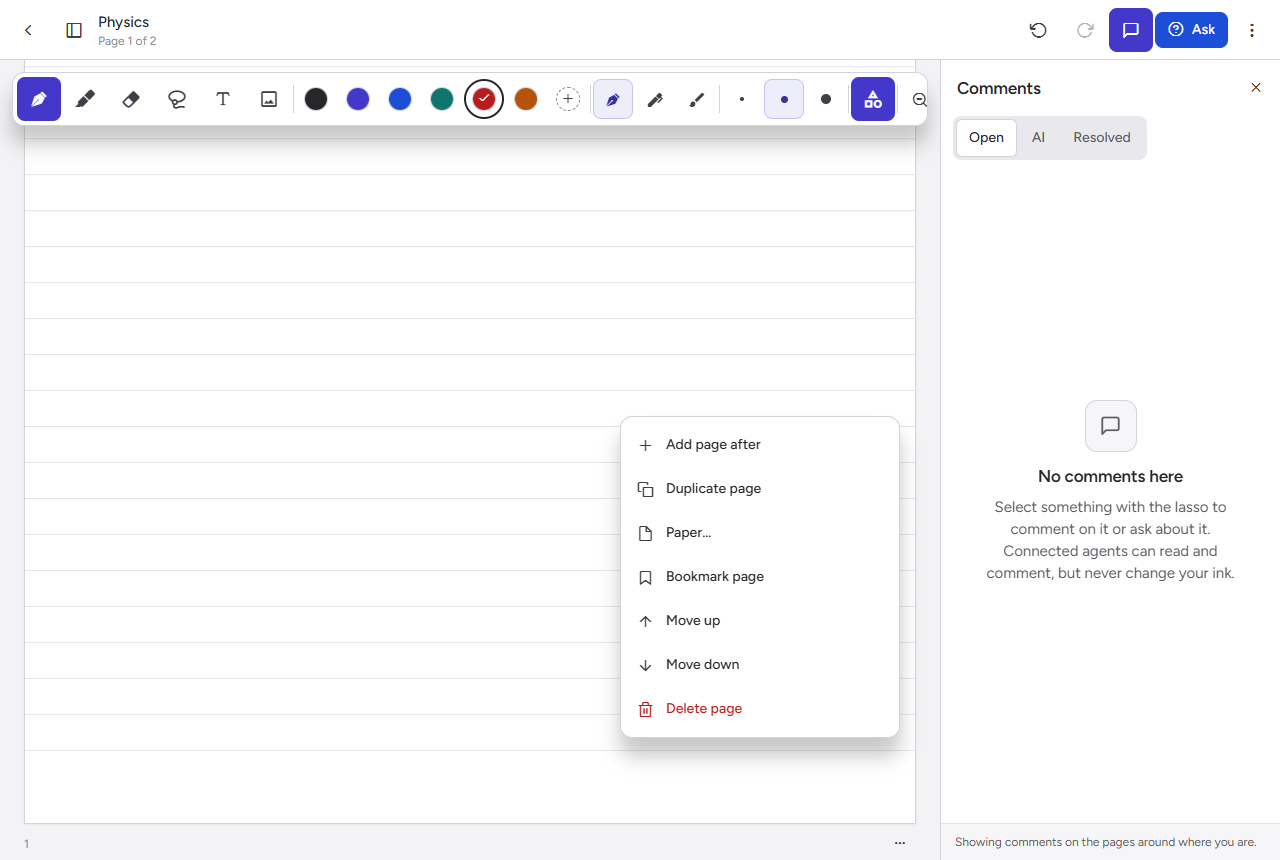 Physics
Page 1 of 2
Ask
Comments
Open
AI
Resolved
Add page after
Duplicate page
Paper...
Bookmark page
Move up
Move down
Delete page
No comments here
Select something with the lasso to
comment on it or ask about it.
Connected agents can read and
comment, but never change your ink.
1
Showing comments on the pages around where you are.